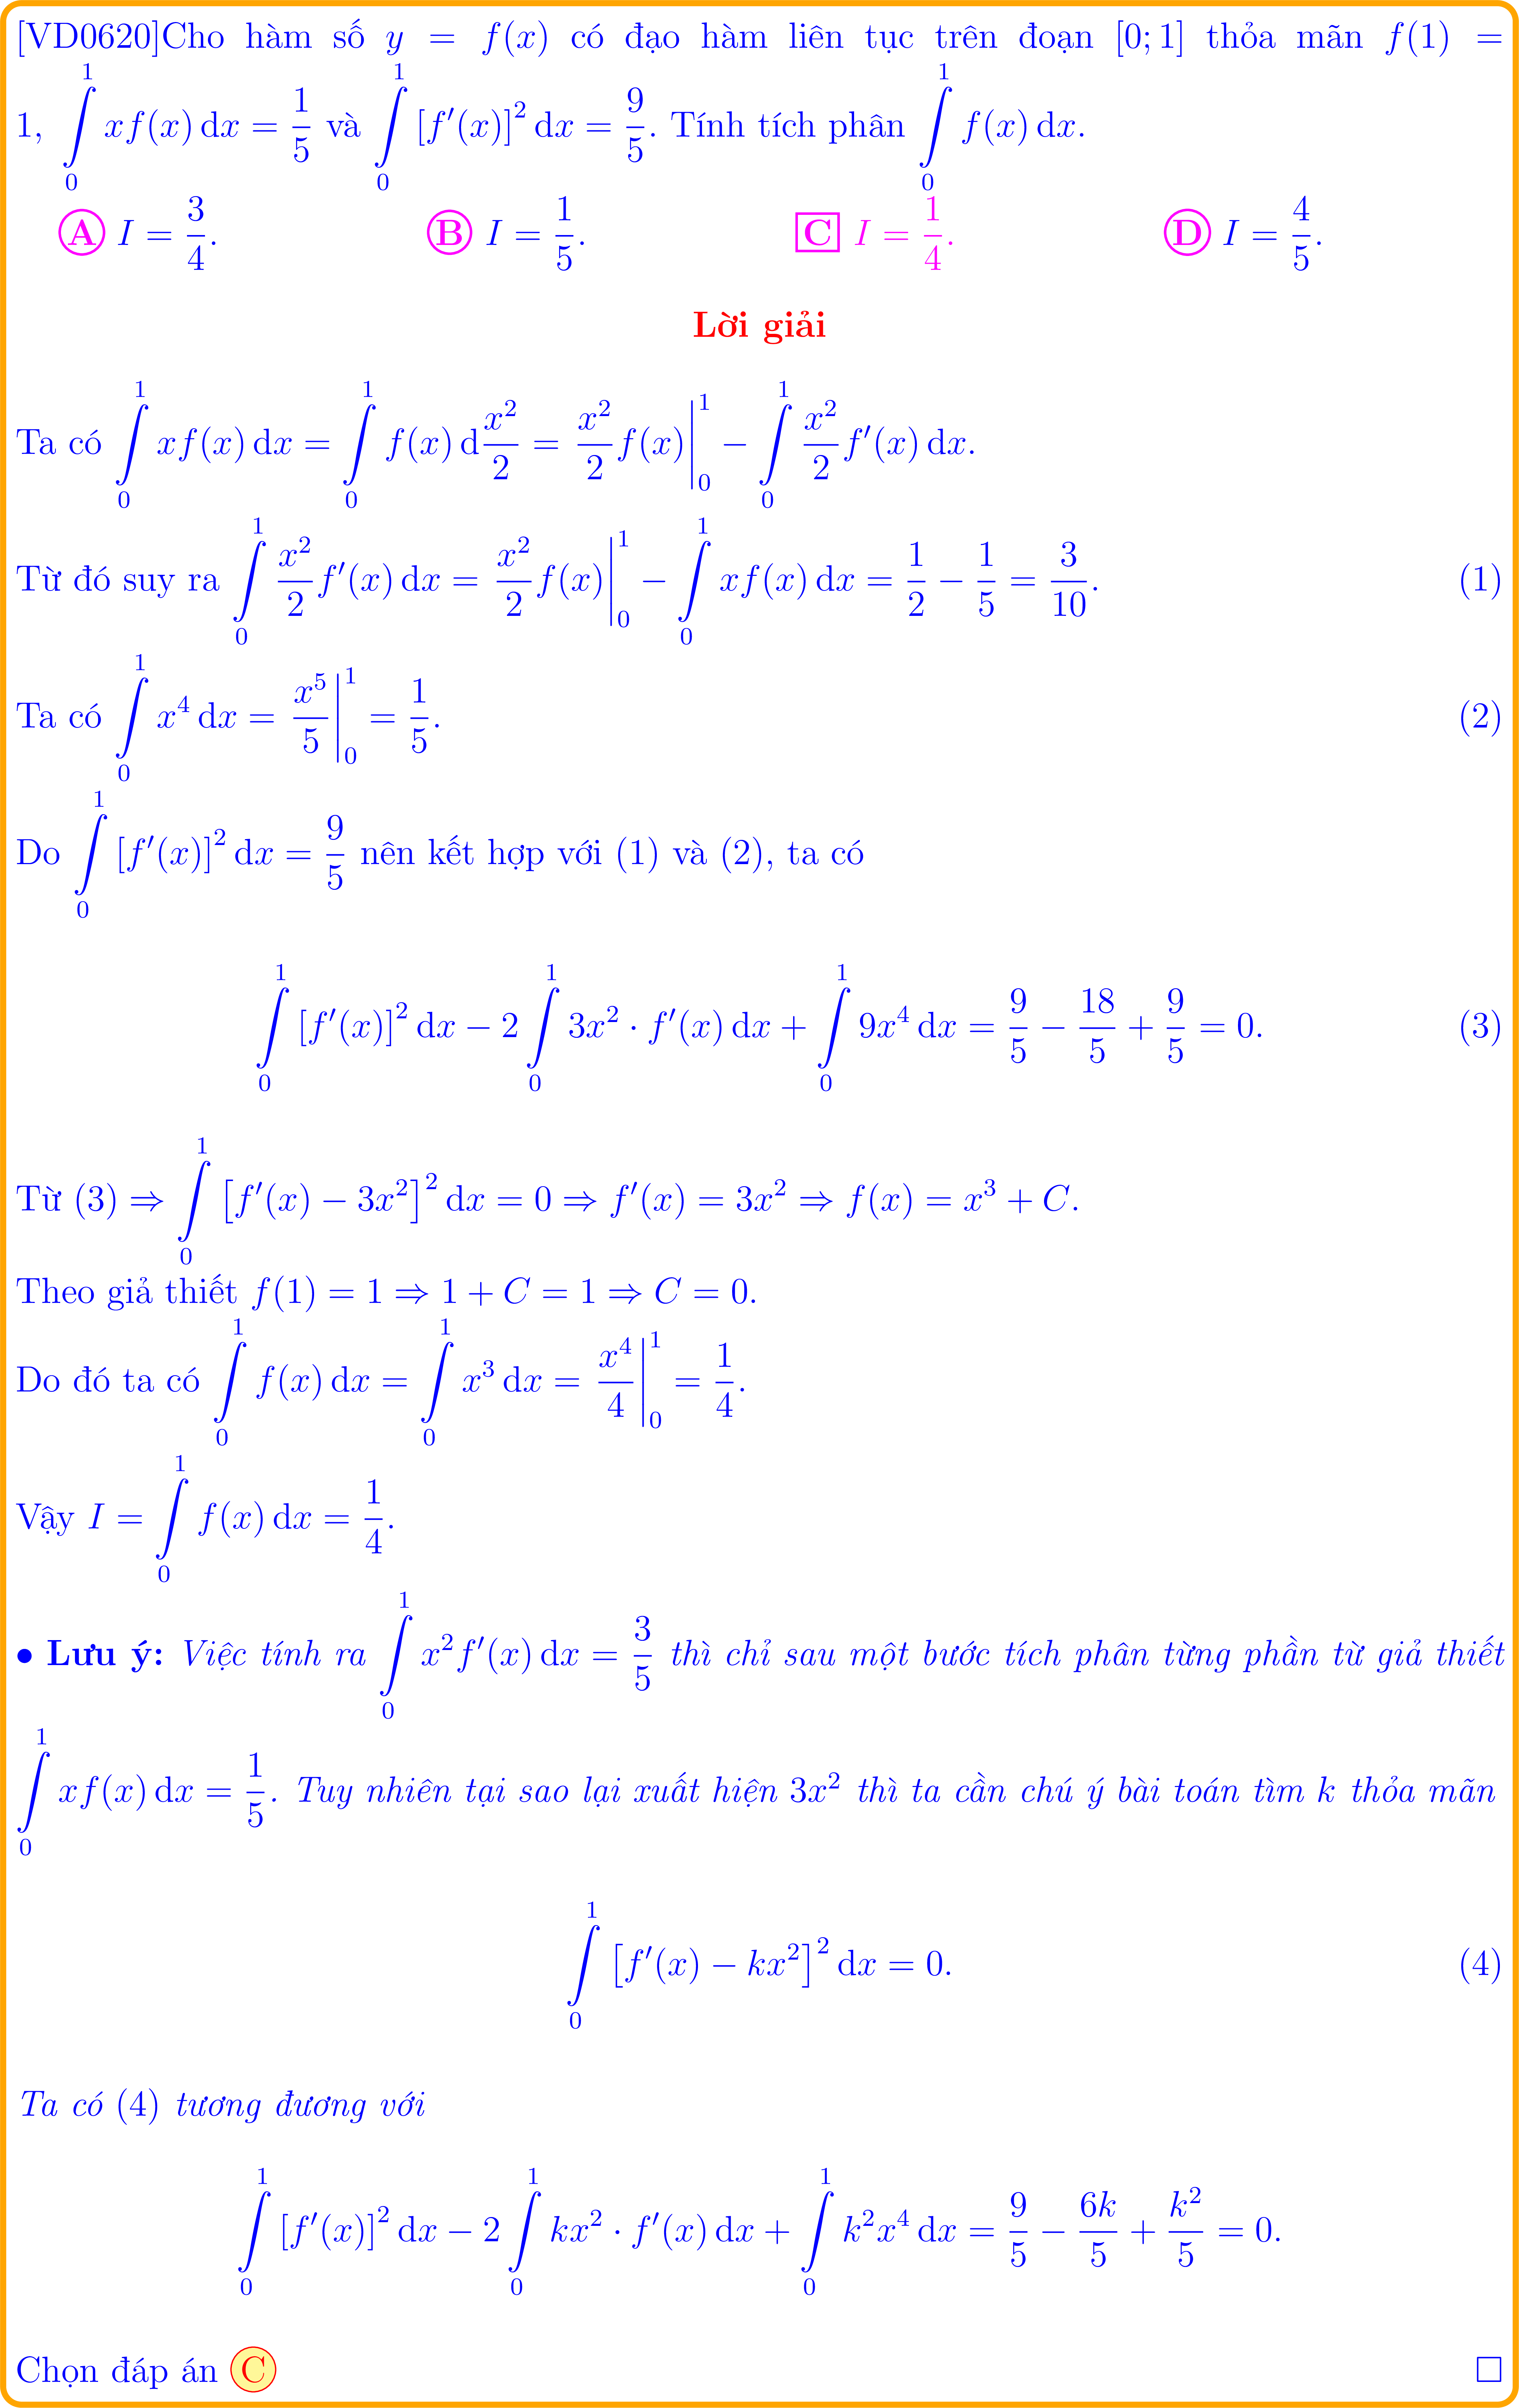 [VD0620]Cho hàm số $y = f(x)$ có đạo hàm liên tục trên đoạn $[0; 1]$ thỏa mãn $f(1) =$
$1$, $\int\limits_0^1 xf(x)\,\mathrm{d}x = \frac{1}{5}$ và $\int\limits_0^1 [f'(x)]^2\,\mathrm{d}x = \frac{9}{5}$. Tính tích phân $\int\limits_0^1 f(x)\,\mathrm{d}x$.
A $I = \frac{3}{4}$. B $I = \frac{1}{5}$. C $I = \frac{1}{4}$. D $I = \frac{4}{5}$.
Lời giải
Ta có $\int\limits_0^1 xf(x)\,\mathrm{d}x = \int\limits_0^1 f(x)\,\mathrm{d}\frac{x^2}{2} = \left.\frac{x^2}{2}f(x)\right|_0^1 - \int\limits_0^1 \frac{x^2}{2}f'(x)\,\mathrm{d}x$.
Từ đó suy ra $\int\limits_0^1 \frac{x^2}{2}f'(x)\,\mathrm{d}x = \left.\frac{x^2}{2}f(x)\right|_0^1 - \int\limits_0^1 xf(x)\,\mathrm{d}x = \frac{1}{2} - \frac{1}{5} = \frac{3}{10}$. (1)
Ta có $\int\limits_0^1 x^4\,\mathrm{d}x = \left.\frac{x^5}{5}\right|_0^1 = \frac{1}{5}$. (2)
Do $\int\limits_0^1 [f'(x)]^2\,\mathrm{d}x = \frac{9}{5}$ nên kết hợp với (1) và (2), ta có
$\int\limits_0^1 [f'(x)]^2\,\mathrm{d}x - 2\int\limits_0^1 3x^2 \cdot f'(x)\,\mathrm{d}x + \int\limits_0^1 9x^4\,\mathrm{d}x = \frac{9}{5} - \frac{18}{5} + \frac{9}{5} = 0$. (3)
Từ (3) $\Rightarrow \int\limits_0^1 [f'(x) - 3x^2]^2\,\mathrm{d}x = 0 \Rightarrow f'(x) = 3x^2 \Rightarrow f(x) = x^3 + C$.
Theo giả thiết $f(1) = 1 \Rightarrow 1 + C = 1 \Rightarrow C = 0$.
Do đó ta có $\int\limits_0^1 f(x)\,\mathrm{d}x = \int\limits_0^1 x^3\,\mathrm{d}x = \left.\frac{x^4}{4}\right|_0^1 = \frac{1}{4}$.
Vậy $I = \int\limits_0^1 f(x)\,\mathrm{d}x = \frac{1}{4}$.
• Lưu ý: Việc tính ra $\int\limits_0^1 x^2f'(x)\,\mathrm{d}x = \frac{3}{5}$ thì chỉ sau một bước tích phân từng phần từ giả thiết
$\int\limits_0^1 xf(x)\,\mathrm{d}x = \frac{1}{5}$. Tuy nhiên tại sao lại xuất hiện $3x^2$ thì ta cần chú ý bài toán tìm k thỏa mãn
$\int\limits_0^1 [f'(x) - kx^2]^2\,\mathrm{d}x = 0$. (4)
Ta có (4) tương đương với
$\int\limits_0^1 [f'(x)]^2\,\mathrm{d}x - 2\int\limits_0^1 kx^2 \cdot f'(x)\,\mathrm{d}x + \int\limits_0^1 k^2x^4\,\mathrm{d}x = \frac{9}{5} - \frac{6k}{5} + \frac{k^2}{5} = 0$.
Chọn đáp án C □